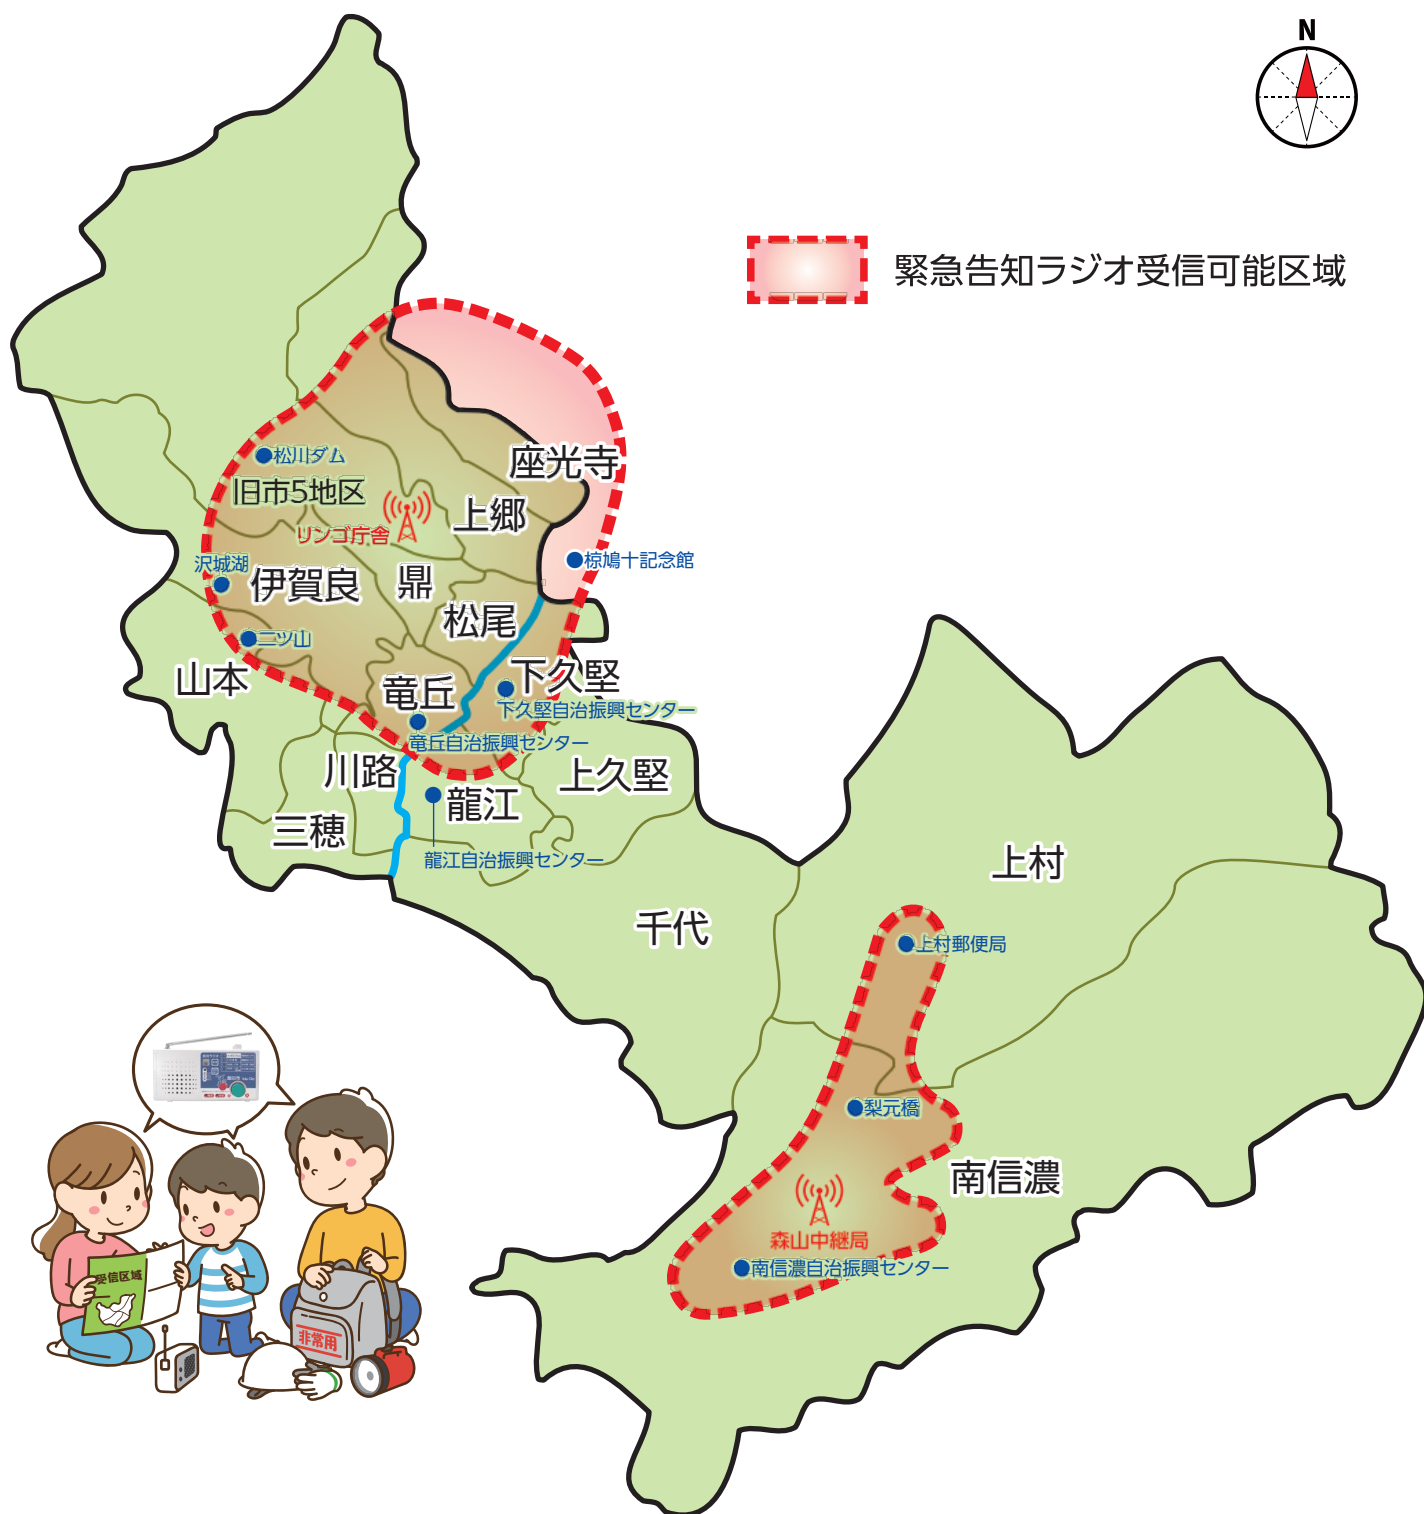 N
緊急告知ラジオ受信可能区域
座光寺
松川ダム
旧市5地区
上郷
リンゴ庁舎
椋鳩十記念館
沢城湖
伊賀良
鼎
松尾
二ツ山
山本
竜丘
下久堅
下久堅自治振興センター
竜丘自治振興センター
川路
上久堅
龍江
三穂
龍江自治振興センター
上村
千代
上村郵便局
梨元橋
南信濃
森山中継局
南信濃自治振興センター
受信区域
非常用